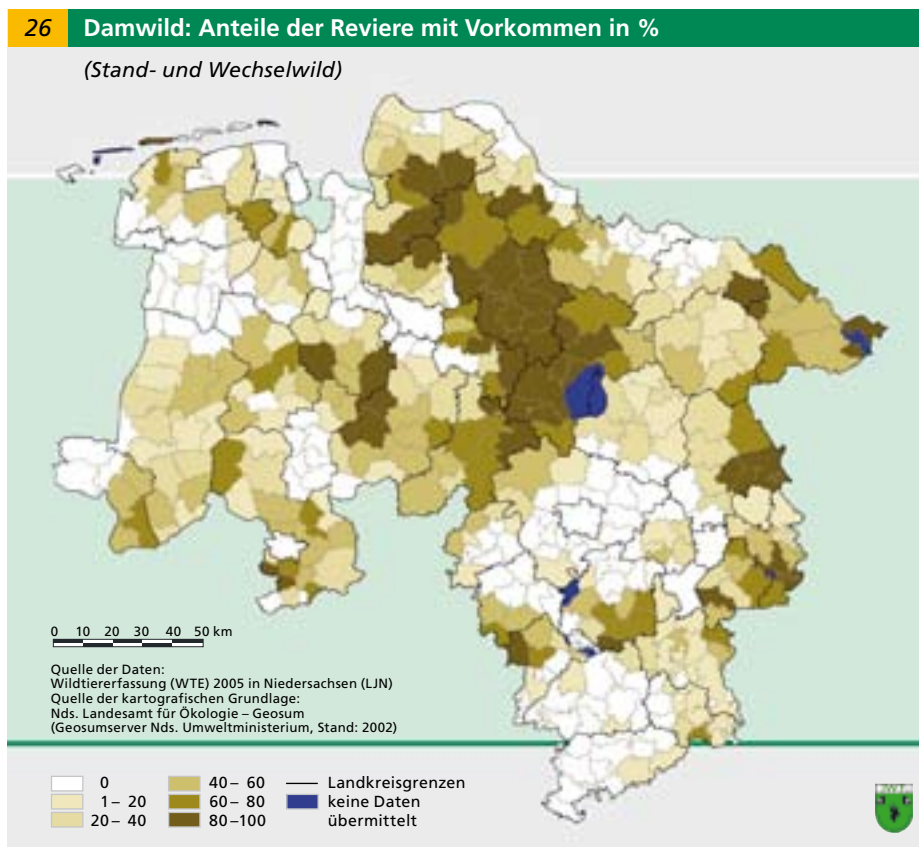 26 Damwild: Anteile der Reviere mit Vorkommen in %
(Stand- und Wechselwild)
0 10 20 30 40 50 km
Quelle der Daten:
Wildtiererfassung (WTE) 2005 in Niedersachsen (LJN)
Quelle der kartografischen Grundlage:
Nds. Landesamt für Ökologie – Geosum
(Geosumserver Nds. Umweltministerium, Stand: 2002)
0 40 – 60 Landkreisgrenzen
1 – 20 60 – 80 keine Daten
20 – 40 80 –100 übermittelt